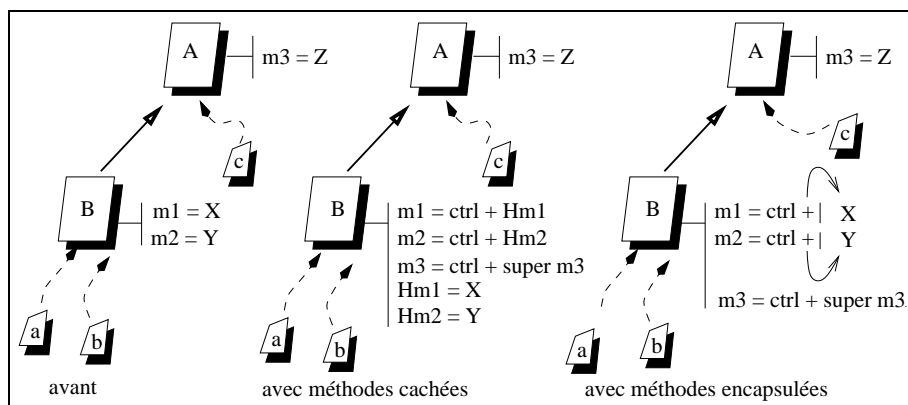 A
m3 = Z
c
B
m1 = X
m2 = Y
a
b
avant
A
m3 = Z
c
B
m1 = ctrl + Hm1
m2 = ctrl + Hm2
m3 = ctrl + super m3
Hm1 = X
Hm2 = Y
a
b
avec méthodes cachées
A
m3 = Z
c
B
m1 = ctrl + | X
m2 = ctrl + | Y
m3 = ctrl + super m3.
a
b
avec méthodes encapsulées